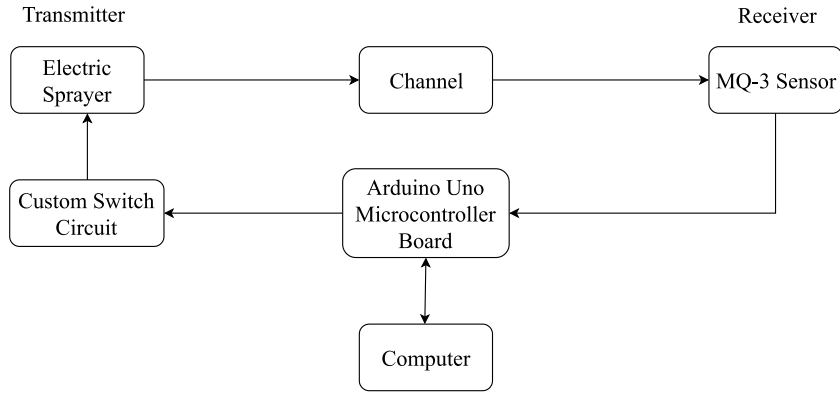 Transmitter
Receiver
Electric
Sprayer
Channel
MQ-3 Sensor
Custom Switch
Circuit
Arduino Uno
Microcontroller
Board
Computer